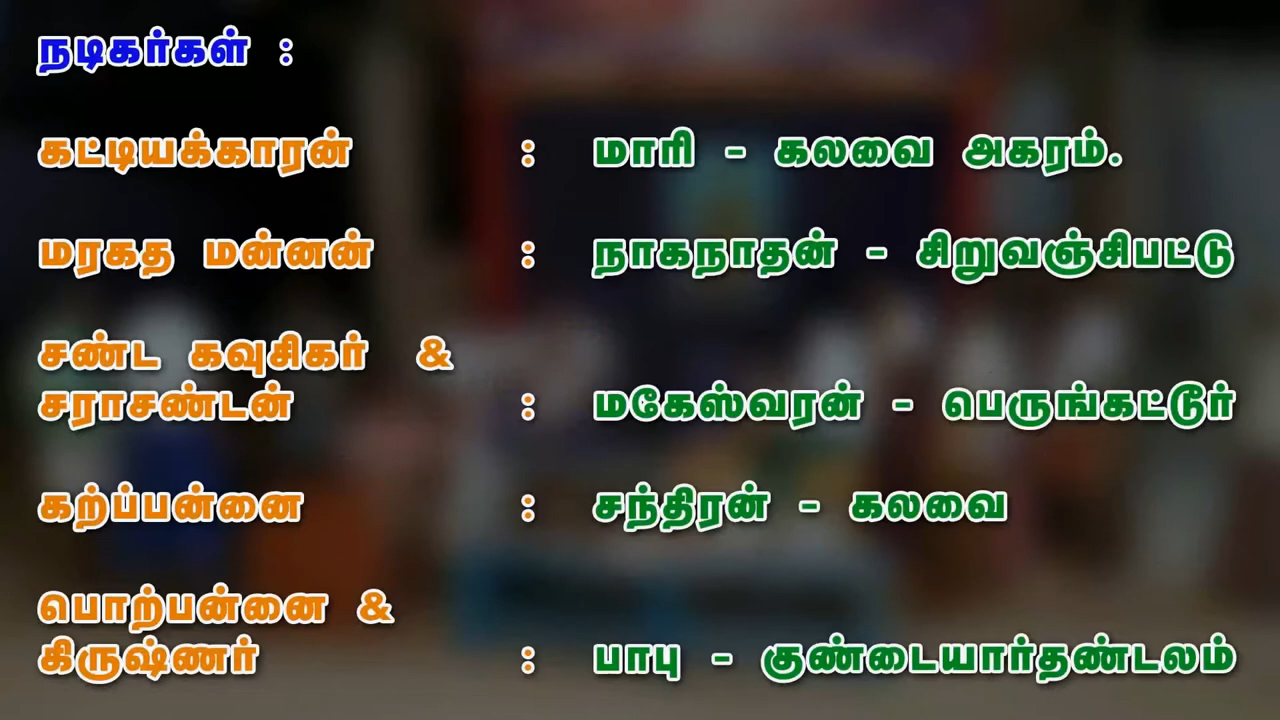 நடிகர்கள் :
கட்டியக்காரன் : மாரி - கலவை அகரம்.
மரகத மன்னன் : நாகநாதன் - சிறுவஞ்சிபட்டு
சண்ட கவுசிகர் &
சராசண்டன் : மகேஸ்வரன் - பெருங்கட்டூர்
கற்ப்பன்னை : சந்திரன் - கலவை
பொற்பன்னை &
கிருஷ்ணர் : பாபு - குண்டையார்தண்டலம்